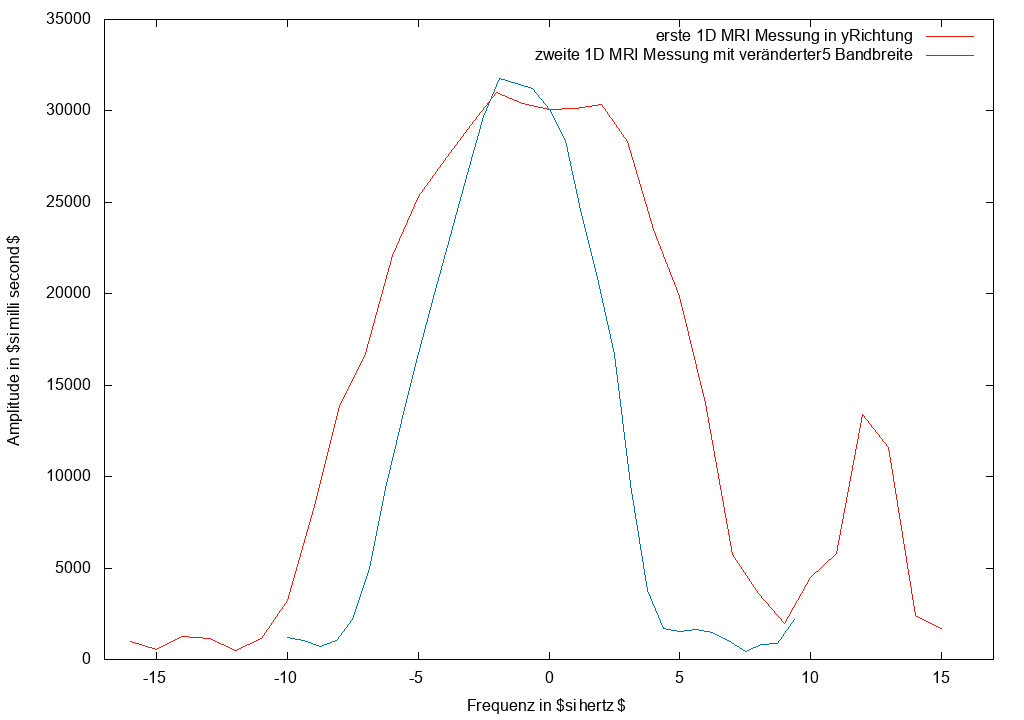 35000
30000
25000
20000
15000
10000
5000
0
-15 -10 -5 0 5 10 15
erste 1D MRI Messung in yRichtung
zweite 1D MRI Messung mit veränderter5 Bandbreite
Amplitude in $si milli second$
Frequenz in $si hertz $